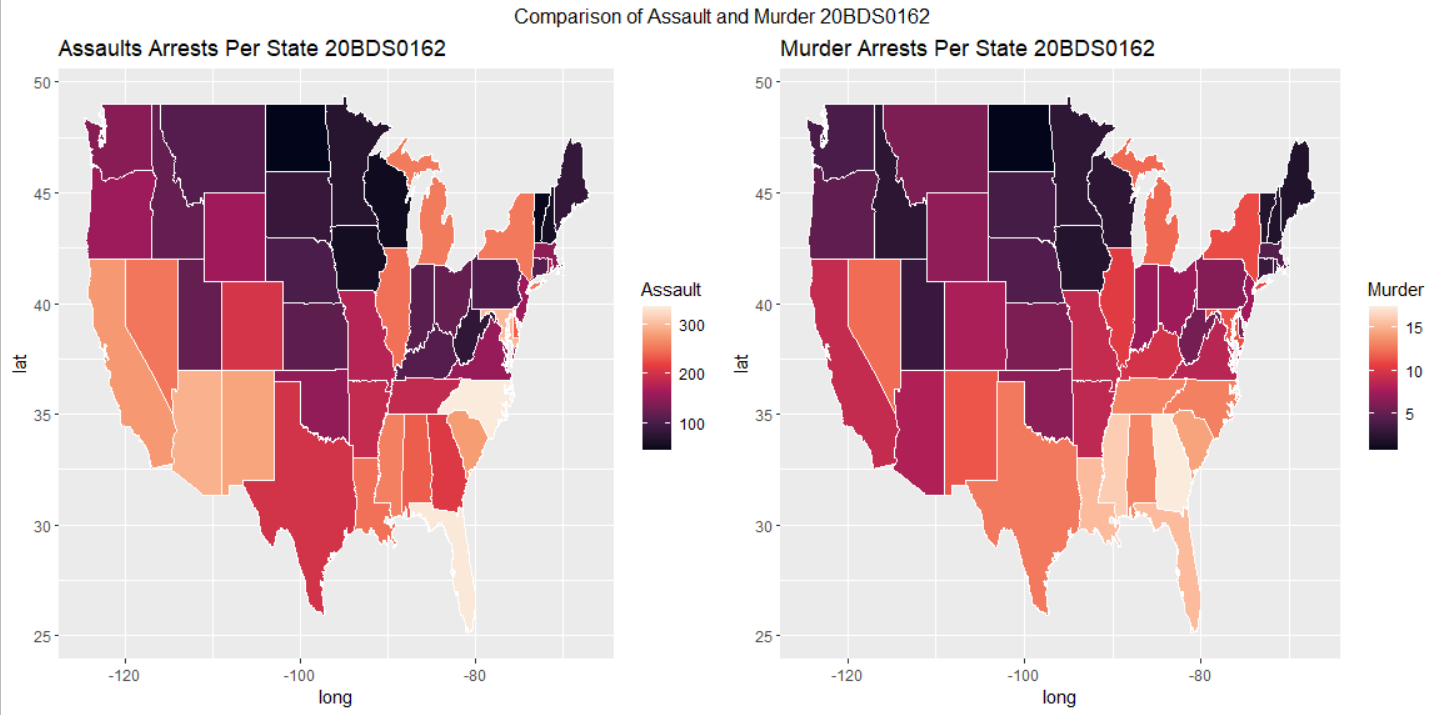 Comparison of Assault and Murder 20BDS0162
Assaults Arrests Per State 20BDS0162
50
45
40
35
30
25
lat
-120
-100
-80
long
Assault
300
200
100
Murder Arrests Per State 20BDS0162
50
45
40
35
30
25
lat
-120
-100
-80
long
Murder
15
10
5